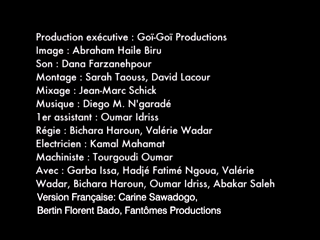 Production exécutive : Goï-Goï Productions
Image : Abraham Haile Biru
Son : Dana Farzanehpour
Montage : Sarah Taouss, David Lacour
Mixage : Jean-Marc Schick
Musique : Diego M. N'garadé
1er assistant : Oumar Idriss
Régie : Bichara Haroun, Valérie Wadar
Electricien : Kamal Mahamat
Machiniste : Tourgoudi Oumar
Avec : Garba Issa, Hadjé Fatimé Ngoua, Valérie
Wadar, Bichara Haroun, Oumar Idriss, Abakar Saleh
Version Française: Carine Sawadogo,
Bertin Florent Bado, Fantômes Productions